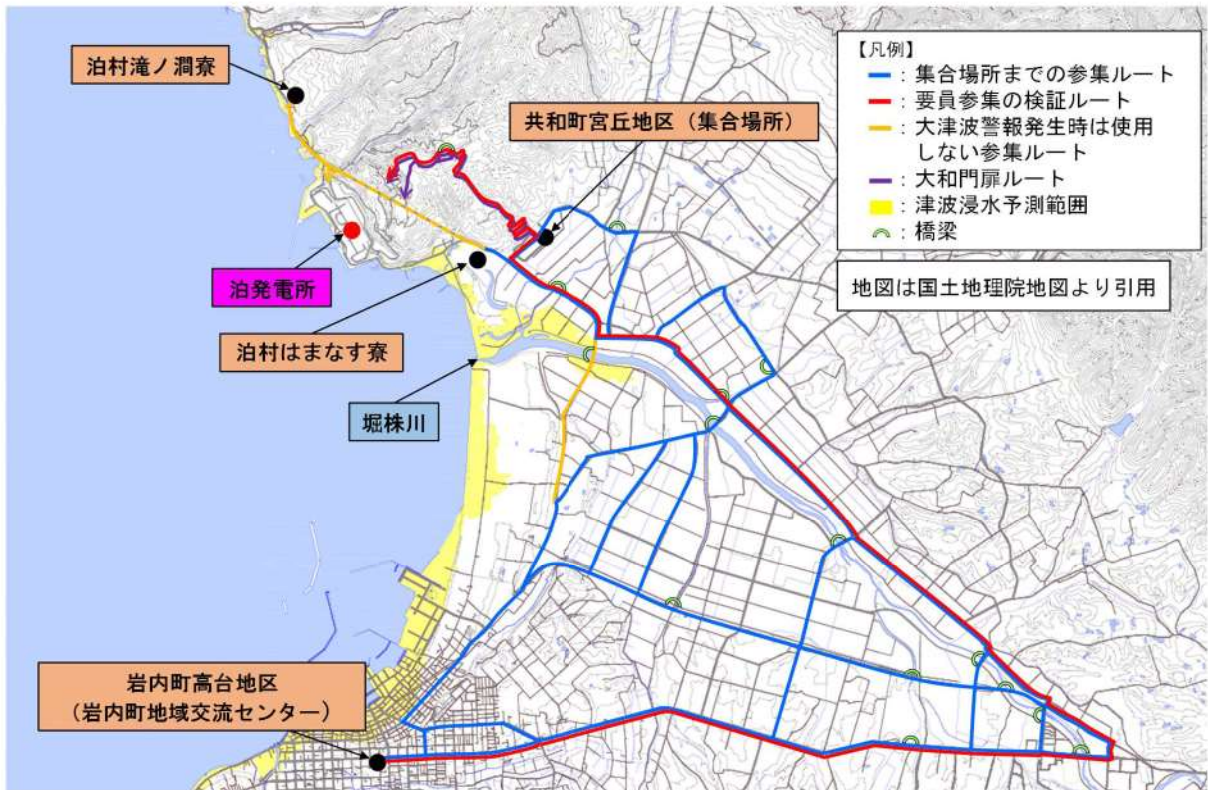 泊村滝ノ澗寮
共和町宮丘地区（集合場所）
【凡例】
：集合場所までの参集ルート
：要員参集の検証ルート
：大津波警報発生時は使用
しない参集ルート
：大和門扉ルート
：津波浸水予測範囲
：橋梁
地図は国土地理院地図より引用
泊発電所
泊村はまなす寮
堀株川
岩内町高台地区
（岩内町地域交流センター）